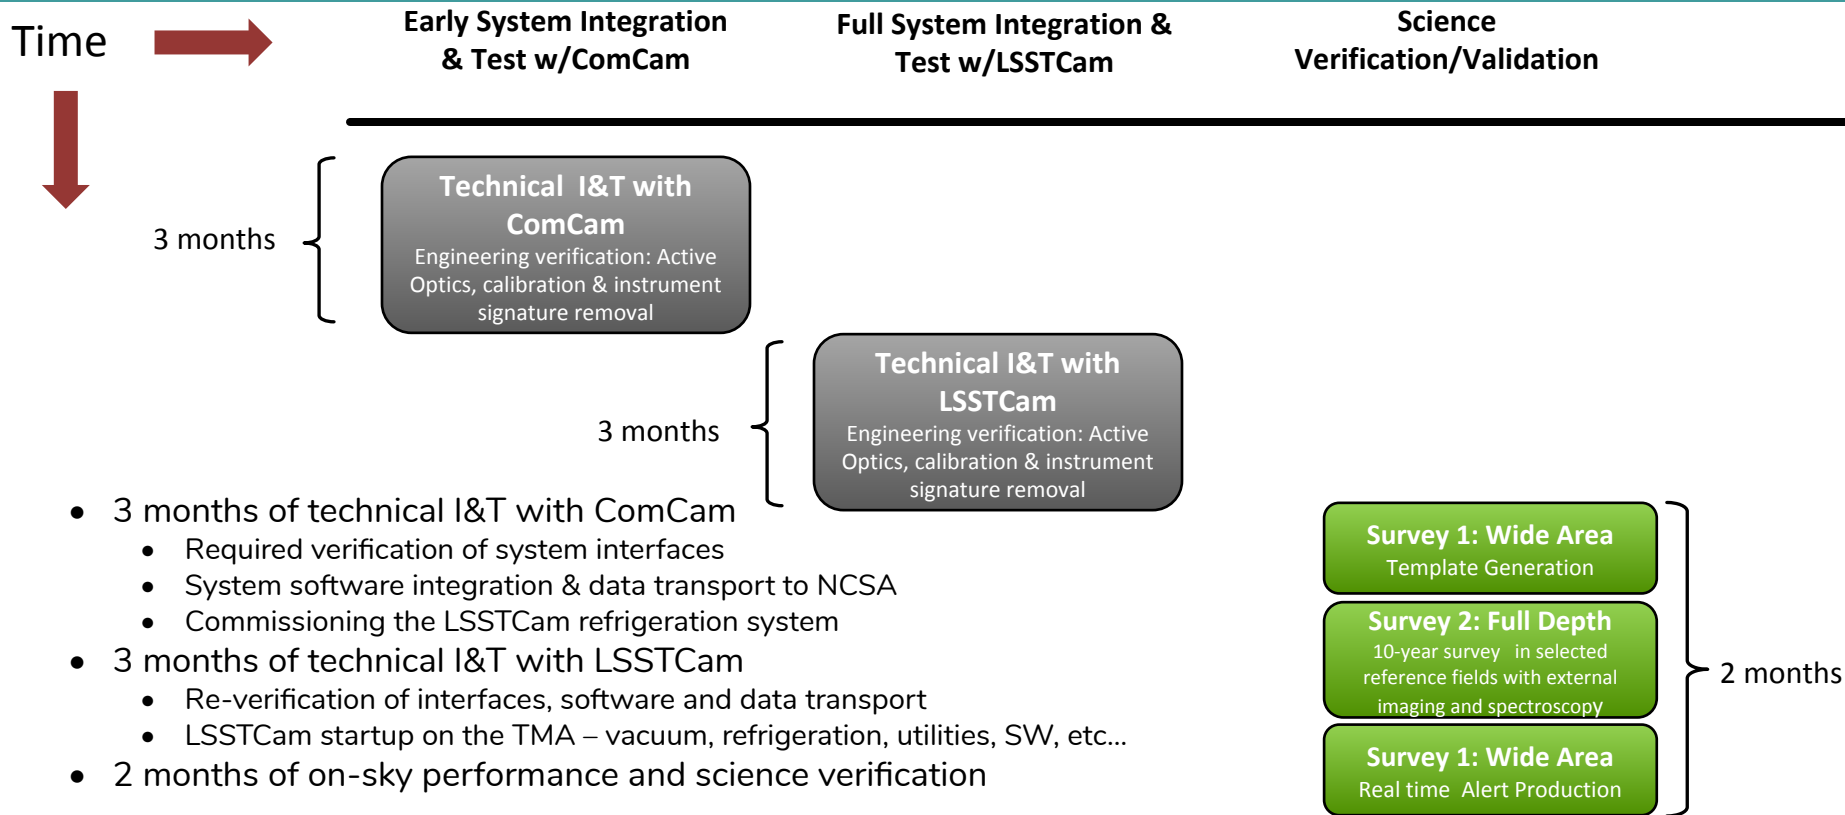 Time
Early System Integration
& Test w/ComCam
Full System Integration &
Test w/LSSTCam
Science
Verification/Validation
3 months
Technical I&T with
ComCam
Engineering verification: Active
Optics, calibration & instrument
signature removal
3 months
Technical I&T with
LSSTCam
Engineering verification: Active
Optics, calibration & instrument
signature removal
• 3 months of technical I&T with ComCam
• Required verification of system interfaces
• System software integration & data transport to NCSA
• Commissioning the LSSTCam refrigeration system
• 3 months of technical I&T with LSSTCam
• Re-verification of interfaces, software and data transport
• LSSTCam startup on the TMA – vacuum, refrigeration, utilities, SW, etc...
• 2 months of on-sky performance and science verification
Survey 1: Wide Area
Template Generation
Survey 2: Full Depth
10-year survey in selected
reference fields with external
imaging and spectroscopy
Survey 1: Wide Area
Real time Alert Production
2 months